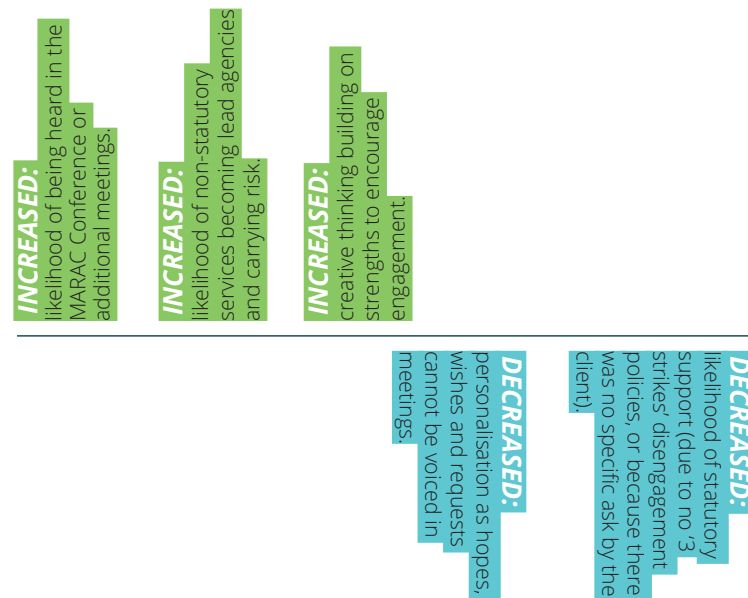 INCREASED:
likelihood of being heard in the
MARAC Conference or
additional meetings.
INCREASED:
likelihood of non-statutory
services becoming lead agencies
and carrying risk.
INCREASED:
creative thinking building on
strengths to encourage
engagement.
DECREASED:
personalisation as hopes,
wishes and requests
cannot be voiced in
meetings.
DECREASED:
likelihood of statutory
support (due to no ‘3
strikes’ disengagement
policies, or because there
was no specific ask by the
client).